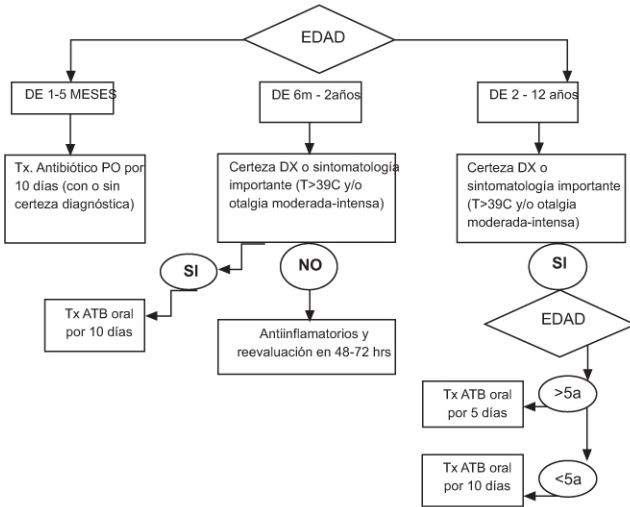 EDAD
DE 1-5 MESES
DE 6m - 2años
DE 2 - 12 años
Tx. Antibiótico PO por
10 días (con o sin
certeza diagnóstica)
Certeza DX o sintomatología
importante (T>39C y/o
otalgia moderada-intensa)
Certeza DX o
sintomatología importante
(T>39C y/o otalgia
moderada-intensa)
SI
NO
SI
Tx ATB oral
por 10 días
Antiinflamatorios y
reevaluación en 48-72 hrs
EDAD
>5a
Tx ATB oral
por 5 días
<5a
Tx ATB oral
por 10 días